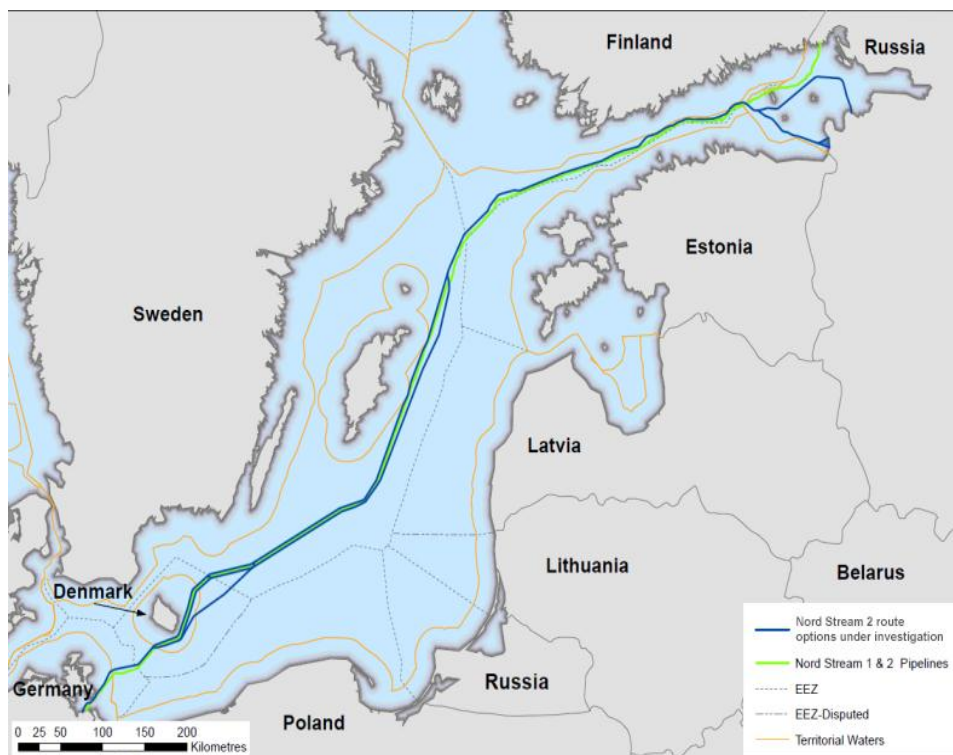 Finland
Russia
Estonia
Sweden
Latvia
Lithuania
Denmark
Belarus
Germany
Russia
Poland
0 25 50 100 150 200
Kilometres
Nord Stream 2 route
options under investigation
Nord Stream 1 & 2 Pipelines
EEZ
EEZ-Disputed
Territorial Waters